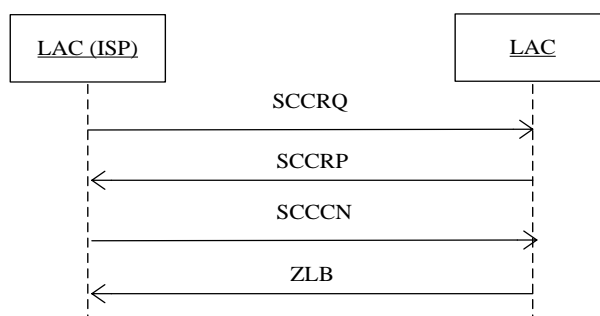 LAC (ISP)
LAC
SCCRQ
SCCRP
SCCCN
ZLB